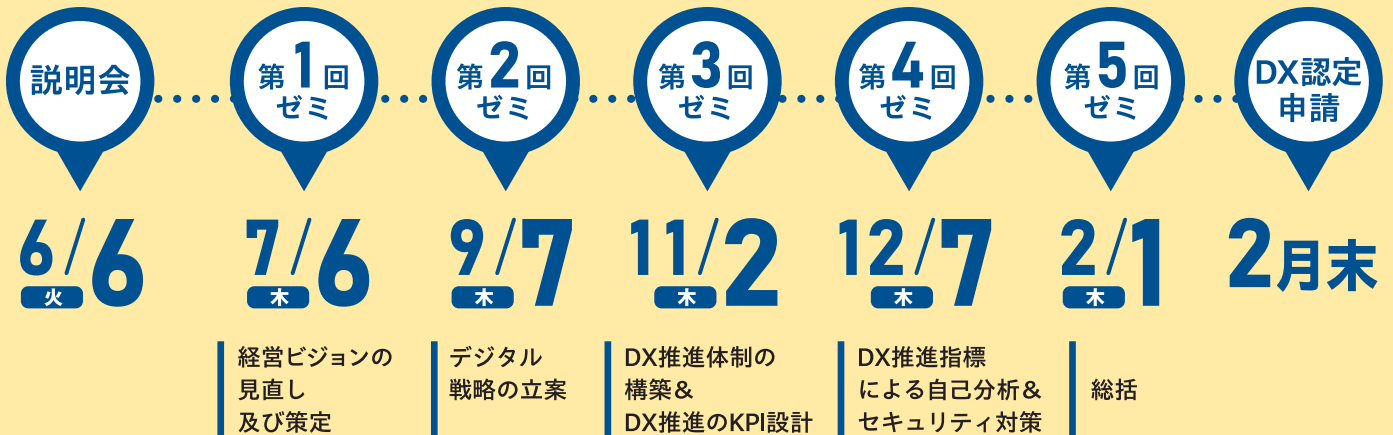 説明会
6/6
火
第1回
ゼミ
7/6
木
経営ビジョンの
見直し
及び策定
第2回
ゼミ
9/7
木
デジタル
戦略の立案
第3回
ゼミ
11/2
木
DX推進体制の
構築&
DX推進のKPI設計
第4回
ゼミ
12/7
木
DX推進指標
による自己分析&
セキュリティ対策
第5回
ゼミ
2/1
木
総括
DX認定
申請
2月末